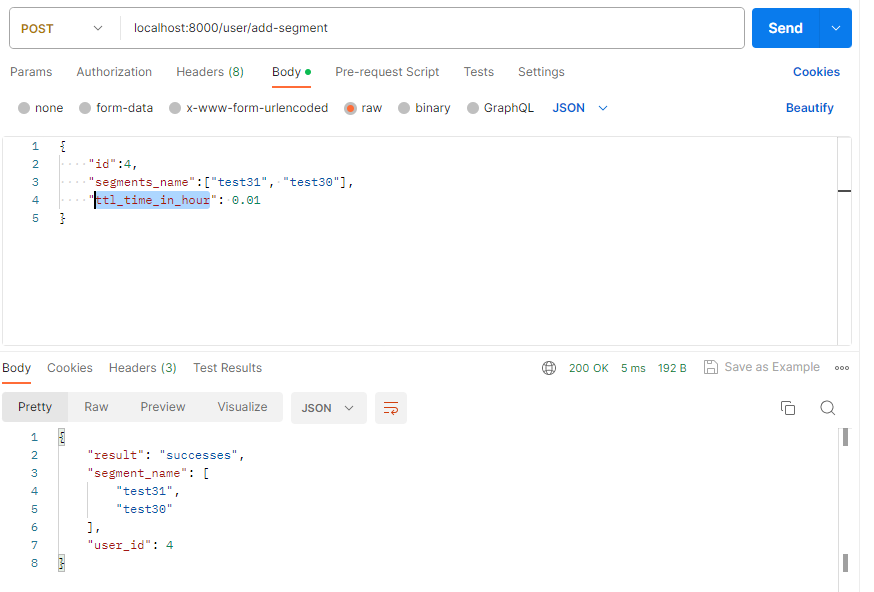 POST localhost:8000/user/add-segment Send
Params Authorization Headers (8) Body Pre-request Script Tests Settings Cookies
none form-data x-www-form-urlencoded raw binary GraphQL JSON Beautify
1 {
2 "id":4,
3 "segments_name":["test31", "test30"],
4 "ttl_time_in_hour": 0.01
5 }
Body Cookies Headers (3) Test Results 200 OK 5 ms 192 B Save as Example
Pretty Raw Preview Visualize JSON
1 {
2 "result": "successes",
3 "segment_name": [
4 "test31",
5 "test30"
6 ],
7 "user_id": 4
8 }